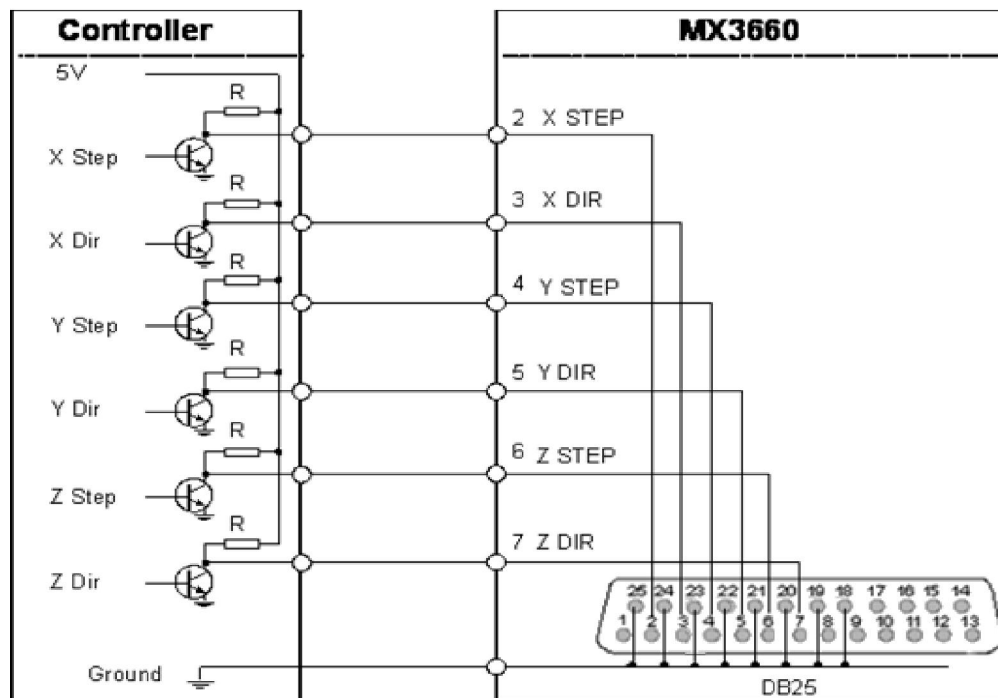 Controller
MX3660
5V
R
2 X STEP
X Step
R
3 X DIR
X Dir
R
4 Y STEP
Y Step
R
5 Y DIR
Y Dir
R
6 Z STEP
Z Step
R
7 Z DIR
Z Dir
25 24 23 22 21 20 19 18 17 16 15 14
1 2 3 4 5 6 7 8 9 10 11 12 13
Ground
DB25